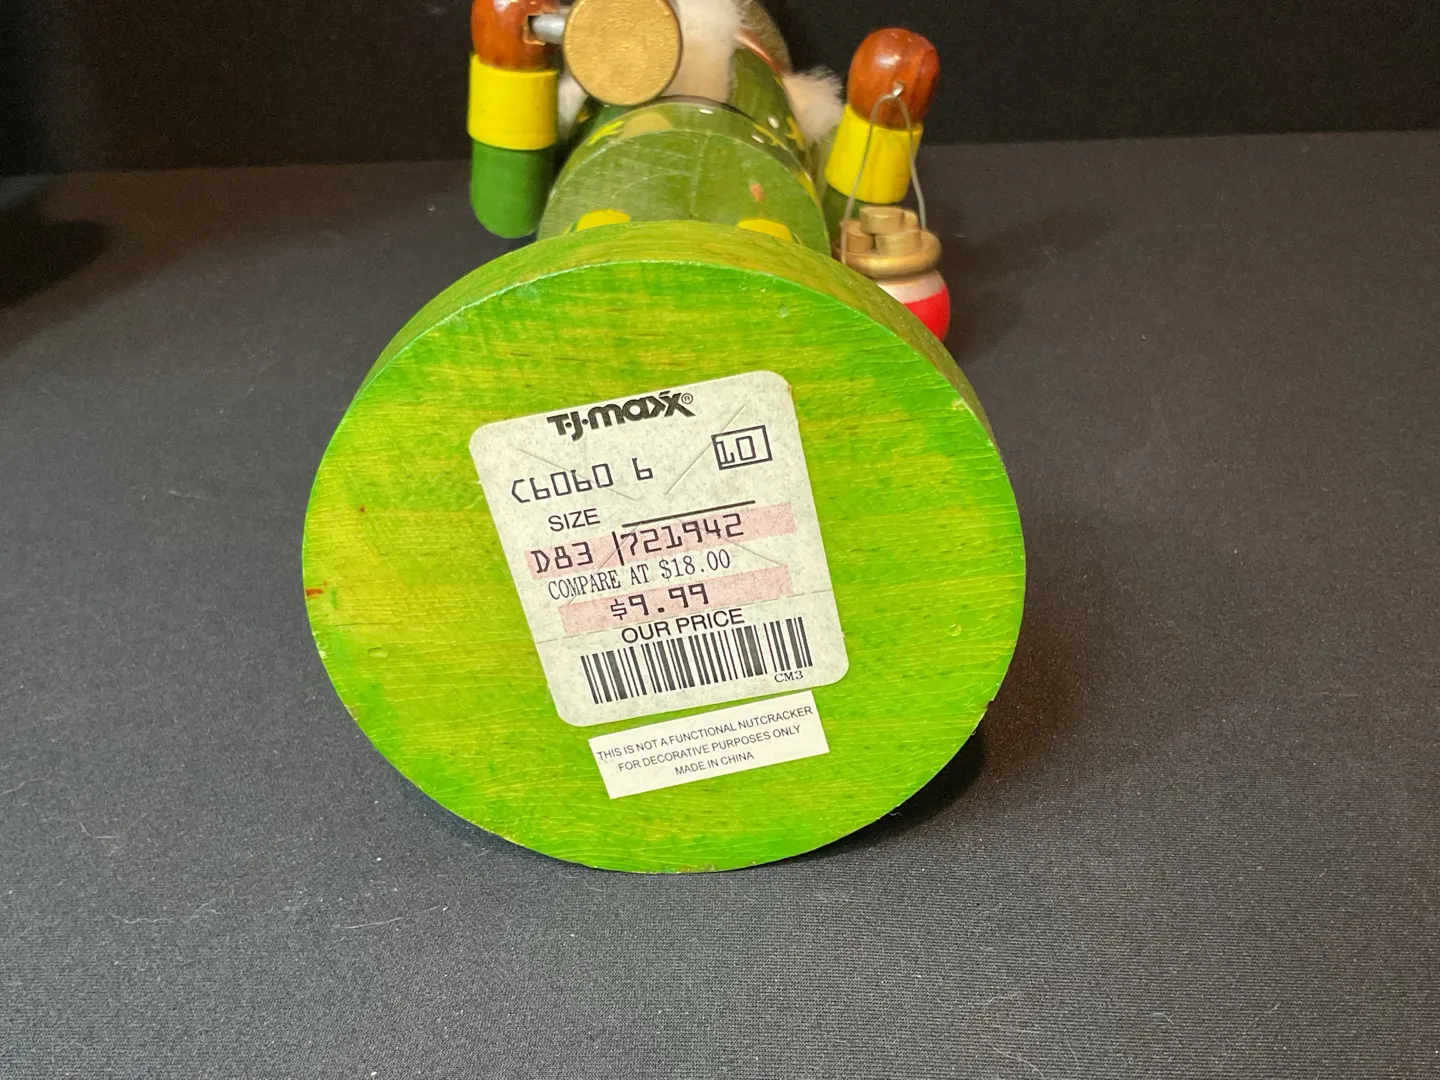 T·J·maxx®
C6060 6 10
SIZE
D83 1721942
COMPARE AT $18.00
$9.99
OUR PRICE
CM3
THIS IS NOT A FUNCTIONAL NUTCRACKER
FOR DECORATIVE PURPOSES ONLY
MADE IN CHINA